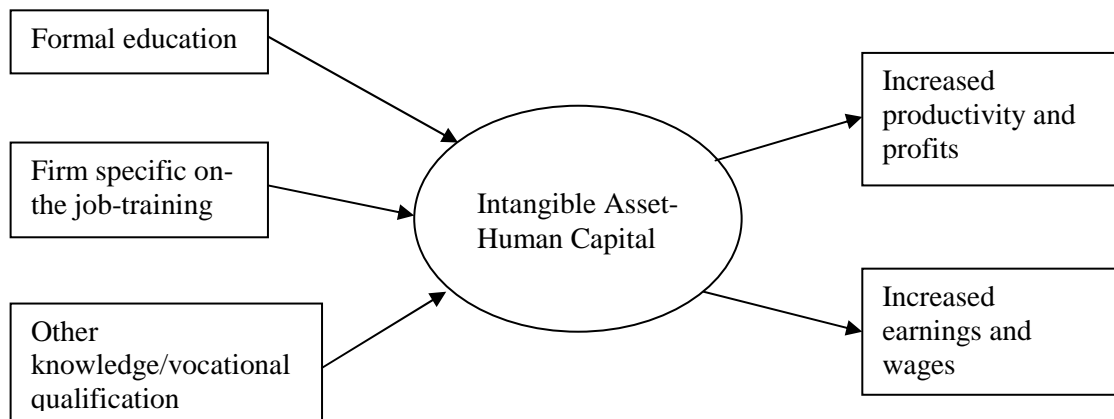 Formal education
Firm specific on-
the job-training
Other
knowledge/vocational
qualification
Intangible Asset-
Human Capital
Increased
productivity and
profits
Increased
earnings and
wages